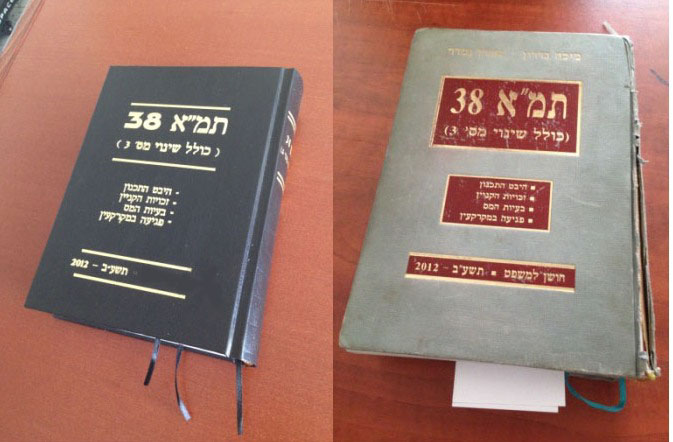 תמ"א 38
( כולל שינוי מס' 3 )
- היבט התכנון
- זכויות הקניין
- בעיות המס
- פגיעה במקרקעין
תשע"ב - 2012
תמ"א 38
(כולל שינוי מס' 3)
▪ היבט התכנון
▪ זכויות הקניין
▪ בעיות המס
▪ פגיעה במקרקעין
חושן למשפט ▪ תשע"ב - 2012